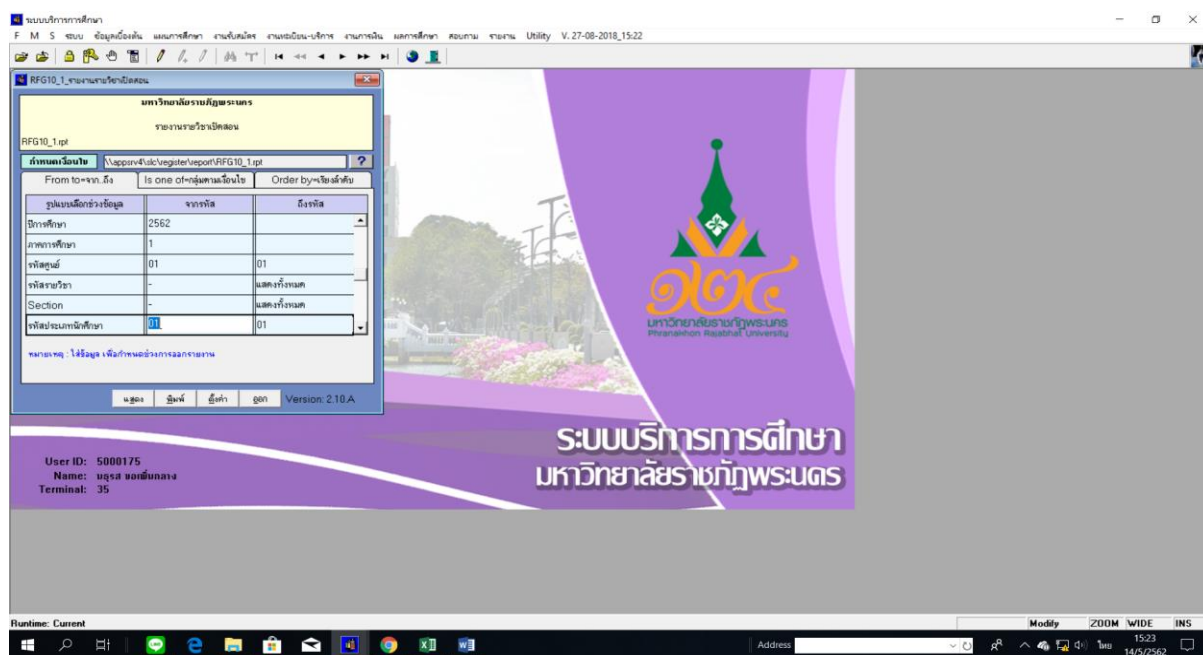 ระบบบริการการศึกษา
F M S ระบบ ข้อมูลเบื้องต้น แผนการศึกษา งานรับสมัคร งานทะเบียน-บริการ งานการเงิน ผลการศึกษา สอบถาม รายงาน Utility V. 27-08-2018_15:22
RFG10_1_รายงานรายวิชาเปิดสอน
มหาวิทยาลัยราชภัฏพระนคร
รายงานรายวิชาเปิดสอน
RFG10_1.rpt
กำหนดเงื่อนไข \\appsrv4\slc\register\report\RFG10_1.rpt ?
From to=จาก..ถึง Is one of=กลุ่มตามเงื่อนไข Order by=เรียงลำดับ
รูปแบบเลือกช่วงข้อมูล จากรหัส ถึงรหัส
ปีการศึกษา 2562
ภาคการศึกษา 1
รหัสศูนย์ 01 01
รหัสรายวิชา - แสดงทั้งหมด
Section - แสดงทั้งหมด
รหัสประเภทนักศึกษา 01 01
หมายเหตุ : ใส่ข้อมูล เพื่อกำหนดช่วงการออกรายงาน
แสดง พิมพ์ ตั้งค่า ออก Version: 2.10.A
๑๒๔
มหาวิทยาลัยราชภัฏพระนคร
Phranakhon Rajabhat University
ระบบบริการการศึกษา
มหาวิทยาลัยราชภัฏพระนคร
User ID: 5000175
Name:
Terminal: 35
Runtime: Current Modify ZOOM WIDE INS
Address ไทย 15:23
14/5/2562